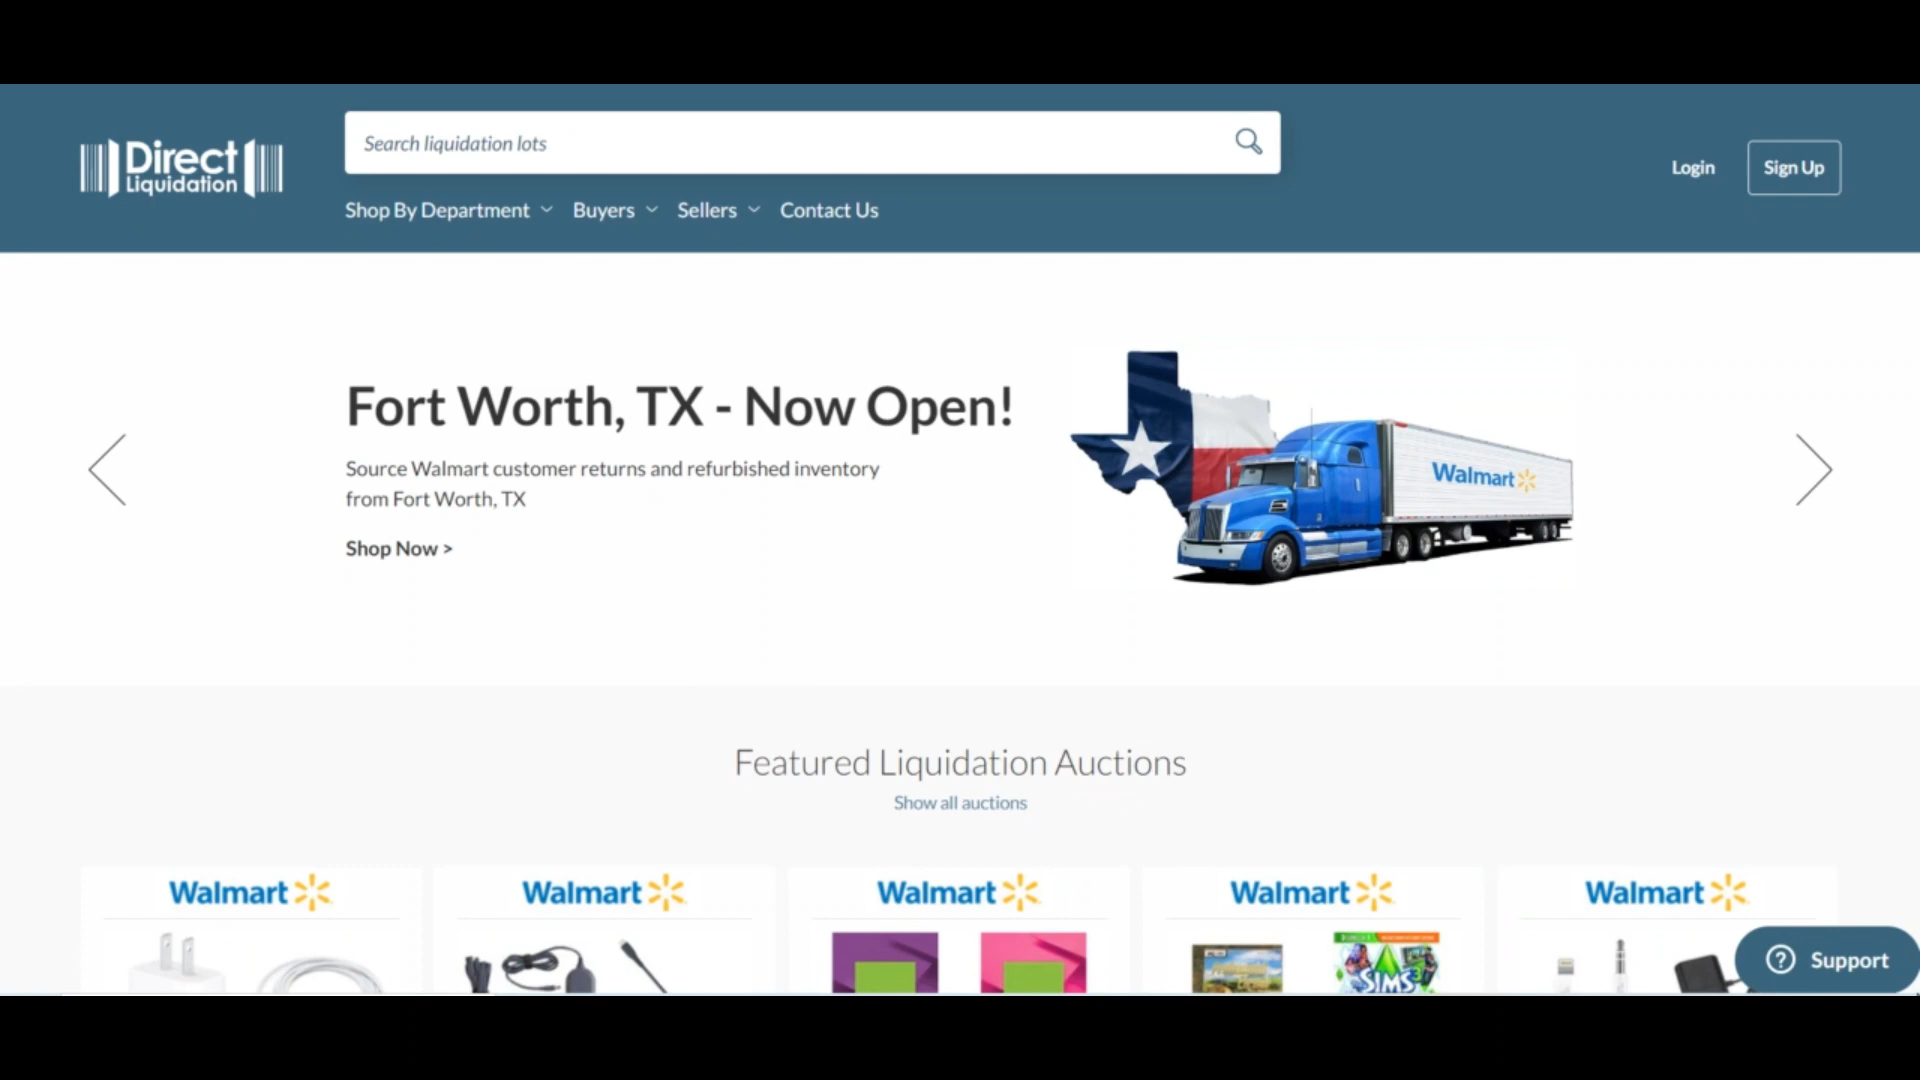 Direct
Liquidation
Search liquidation lots
Login
Sign Up
Shop By Department
Buyers
Sellers
Contact Us
Fort Worth, TX - Now Open!
Source Walmart customer returns and refurbished inventory
from Fort Worth, TX
Shop Now >
Walmart
Featured Liquidation Auctions
Show all auctions
Walmart
Walmart
Walmart
Walmart
Walmart
SIMS 3
? Support